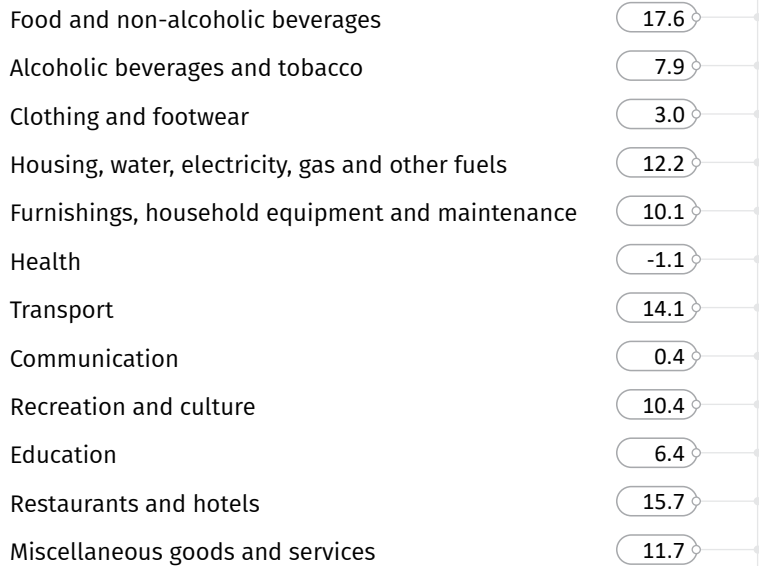 Food and non-alcoholic beverages 17.6
Alcoholic beverages and tobacco 7.9
Clothing and footwear 3.0
Housing, water, electricity, gas and other fuels 12.2
Furnishings, household equipment and maintenance 10.1
Health -1.1
Transport 14.1
Communication 0.4
Recreation and culture 10.4
Education 6.4
Restaurants and hotels 15.7
Miscellaneous goods and services 11.7